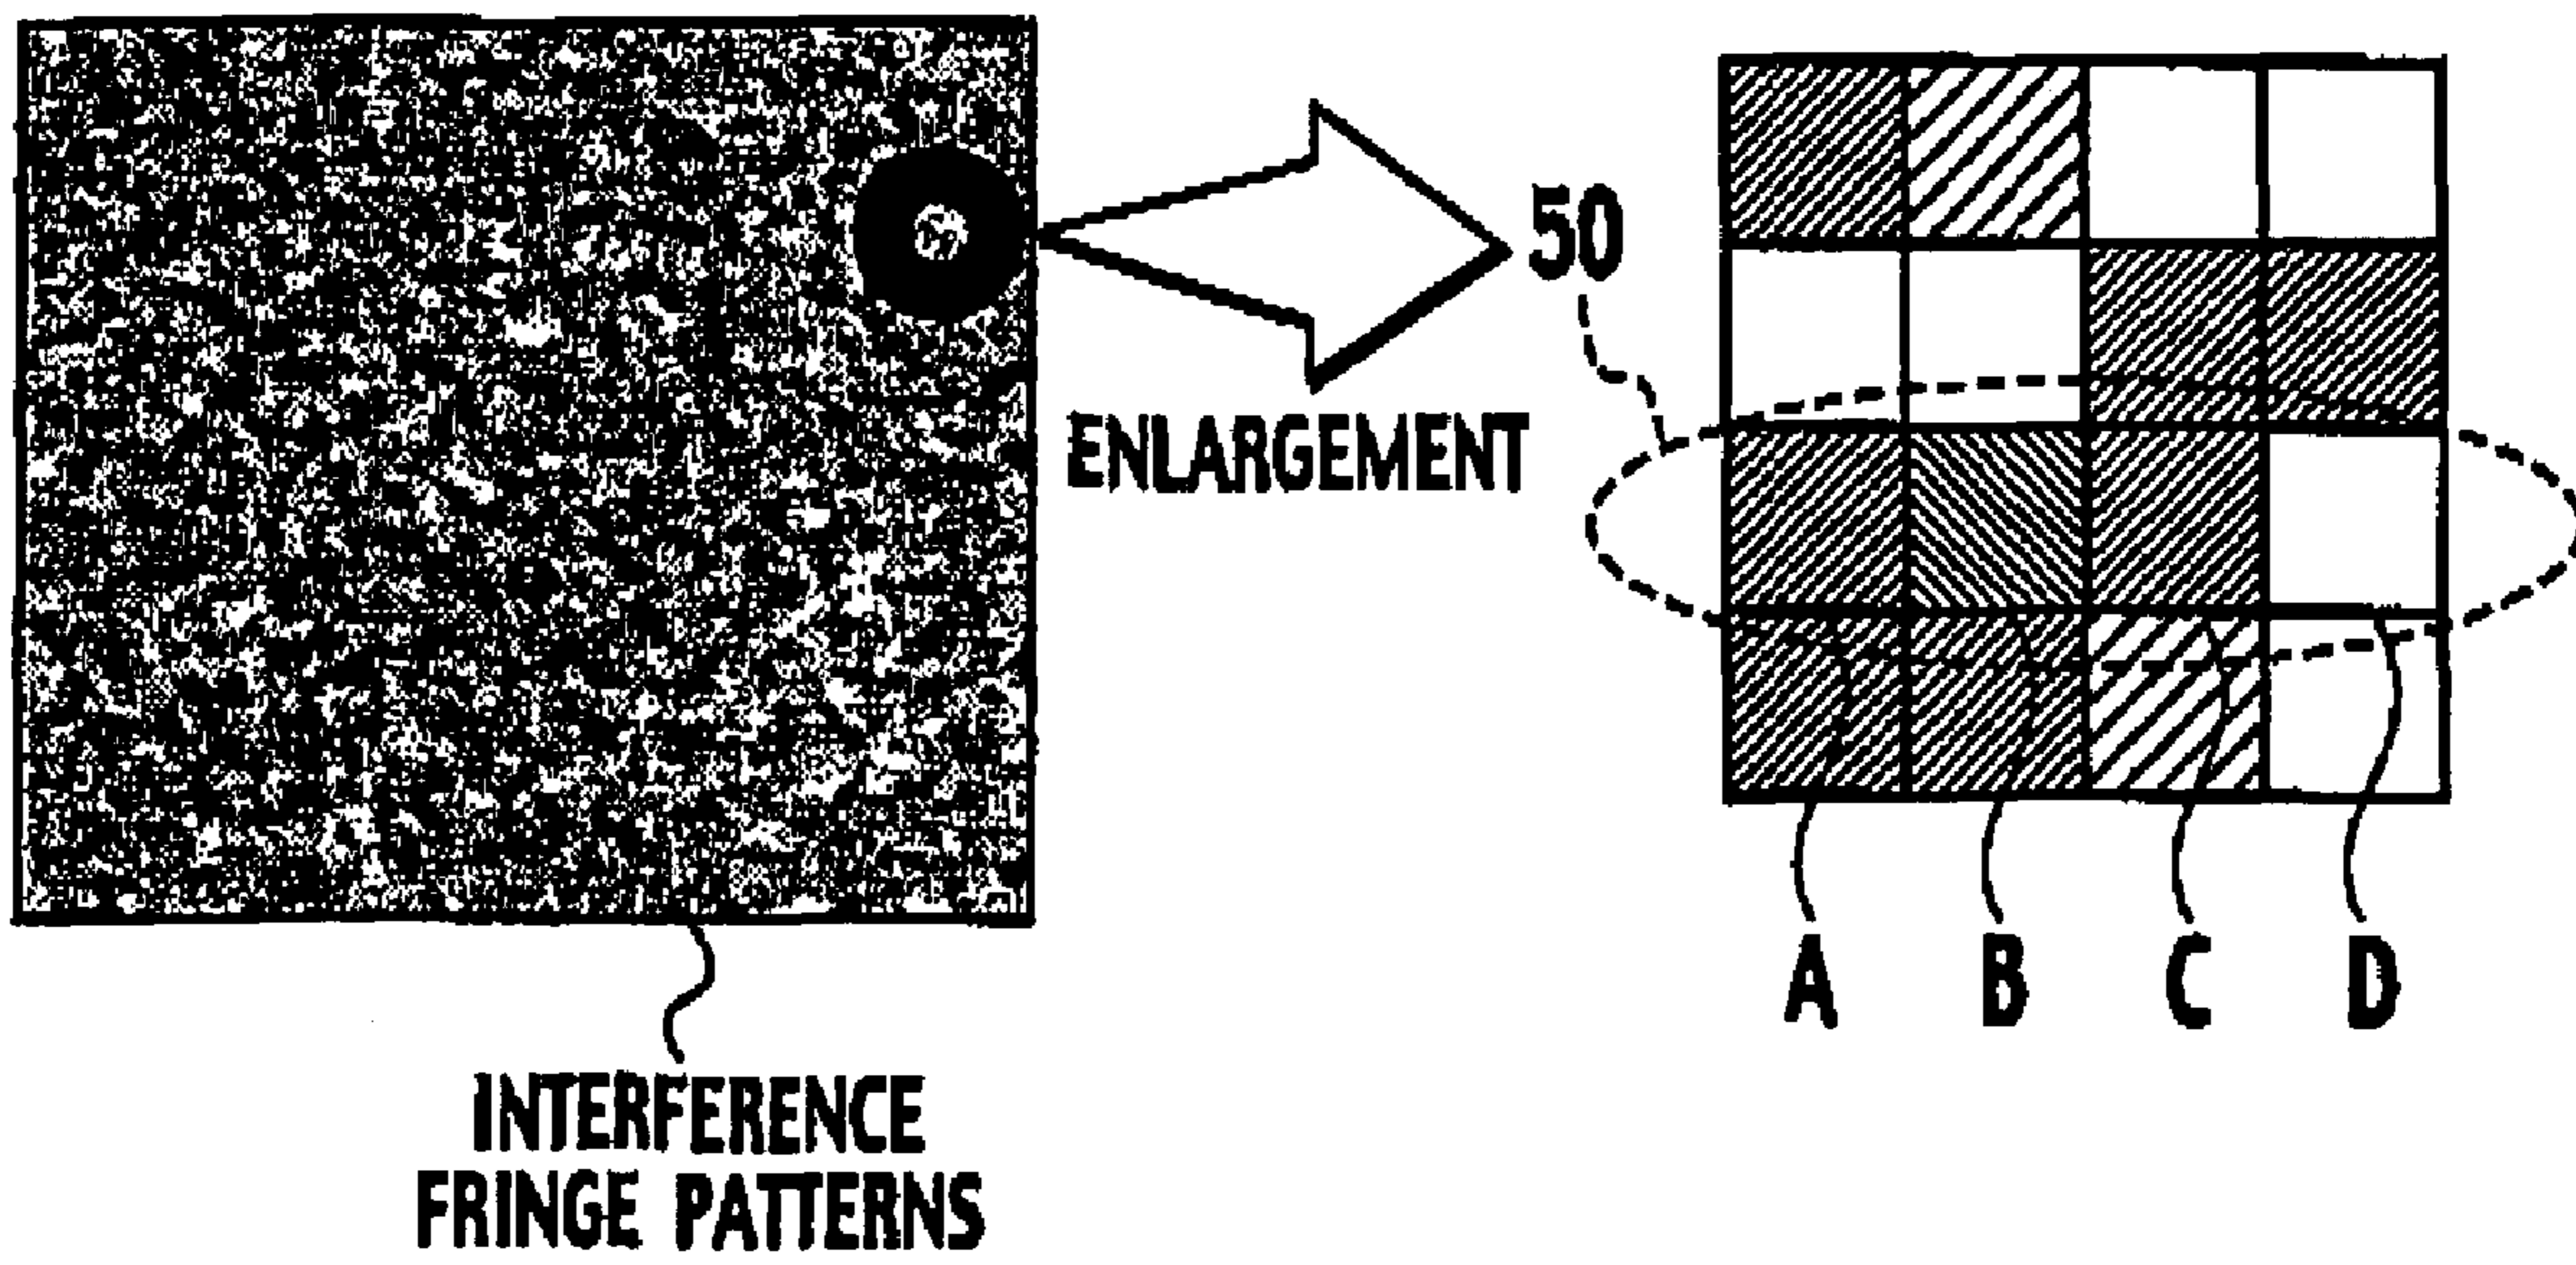 50
ENLARGEMENT
A B C D
INTERFERENCE
FRINGE PATTERNS